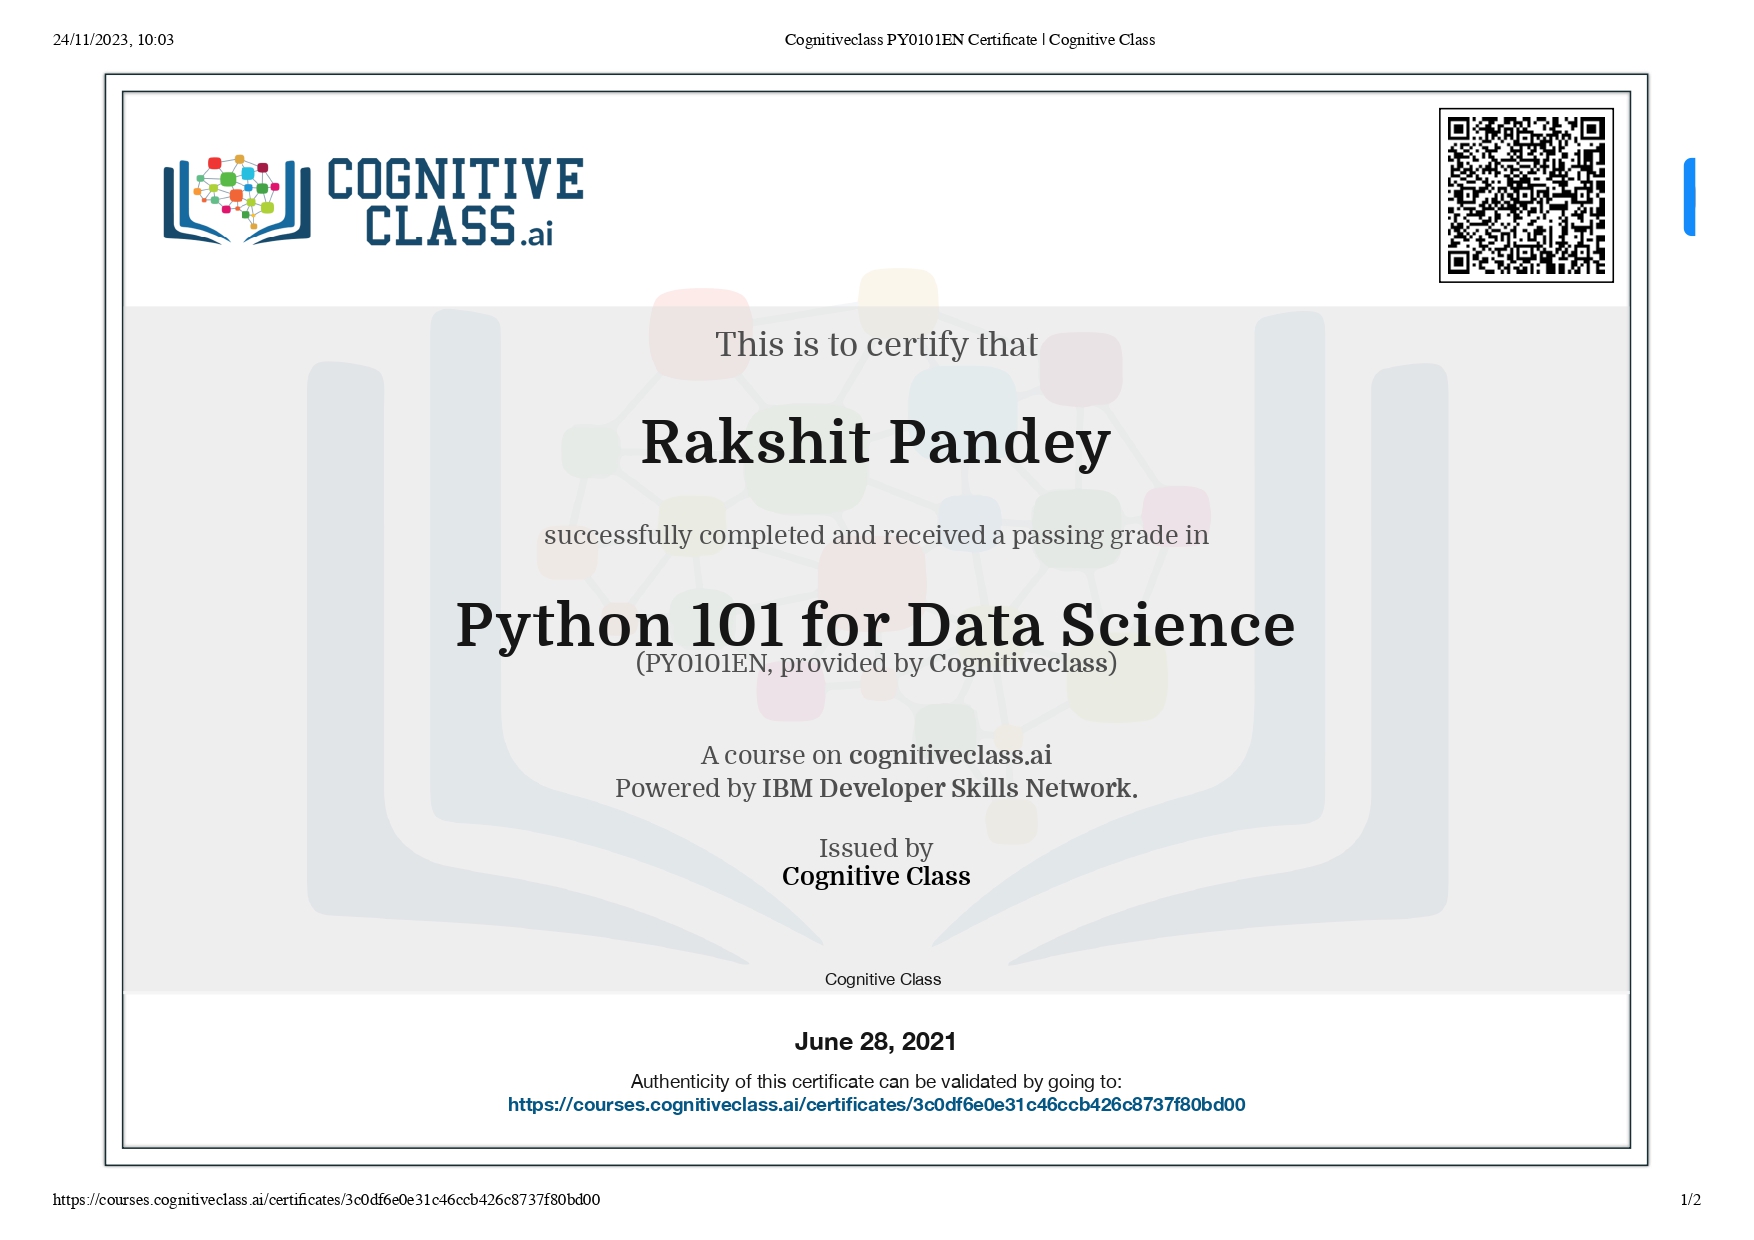 24/11/2023, 10:03
Cognitiveclass PY0101EN Certificate | Cognitive Class
COGNITIVE
CLASS.ai
This is to certify that
Rakshit Pandey
successfully completed and received a passing grade in
Python 101 for Data Science
(PY0101EN, provided by Cognitiveclass)
A course on cognitiveclass.ai
Powered by IBM Developer Skills Network.
Issued by
Cognitive Class
Cognitive Class
June 28, 2021
Authenticity of this certificate can be validated by going to:
https://courses.cognitiveclass.ai/certificates/3c0df6e0e31c46ccb426c8737f80bd00
https://courses.cognitiveclass.ai/certificates/3c0df6e0e31c46ccb426c8737f80bd00
1/2